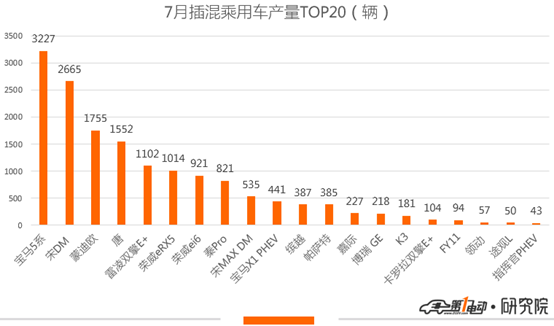 7月插混乘用车产量TOP20（辆）
3500
3000
2500
2000
1500
1000
500
0
3227
2665
1755
1552
1102
1014
921
821
535
441
387
385
227
218
181
104
94
57
50
43
宝马5系
宋DM
蒙迪欧
唐
雷凌双擎E+
荣威eRX5
荣威ei6
秦Pro
宋MAX DM
宝马X1 PHEV
缤越
帕萨特
嘉际
博瑞 GE
K3
卡罗拉双擎E+
FY11
领动
途观L
指挥官PHEV
第1电动·研究院